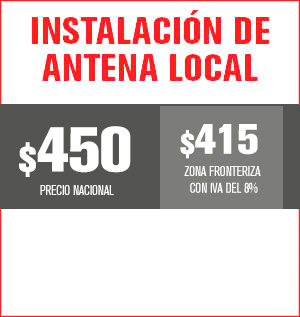 INSTALACIÓN DE
ANTENA LOCAL
$450
PRECIO NACIONAL
$415
ZONA FRONTERIZA
CON IVA DEL 8%